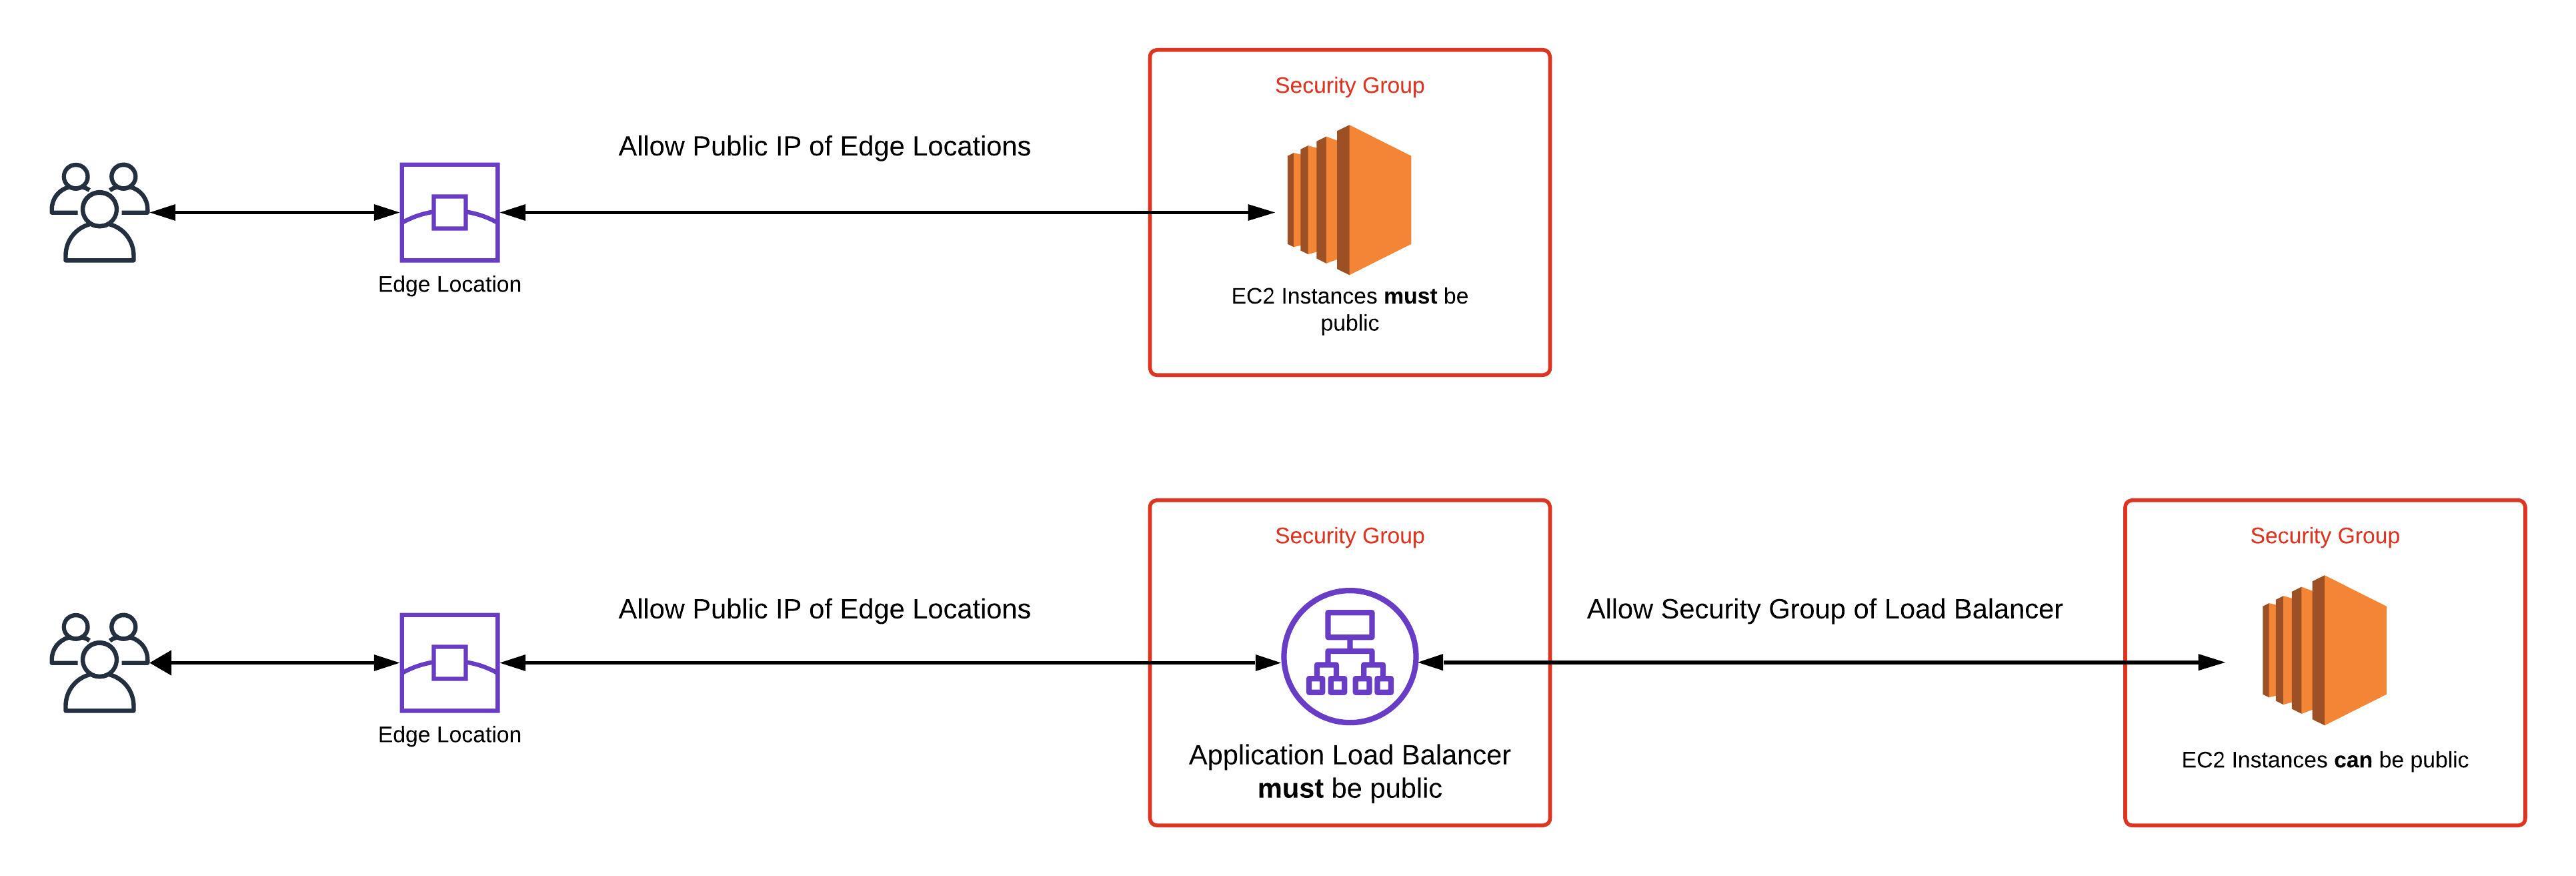 Security Group
Allow Public IP of Edge Locations
Edge Location
EC2 Instances must be
public
Security Group
Security Group
Allow Public IP of Edge Locations
Allow Security Group of Load Balancer
Edge Location
Application Load Balancer
must be public
EC2 Instances can be public